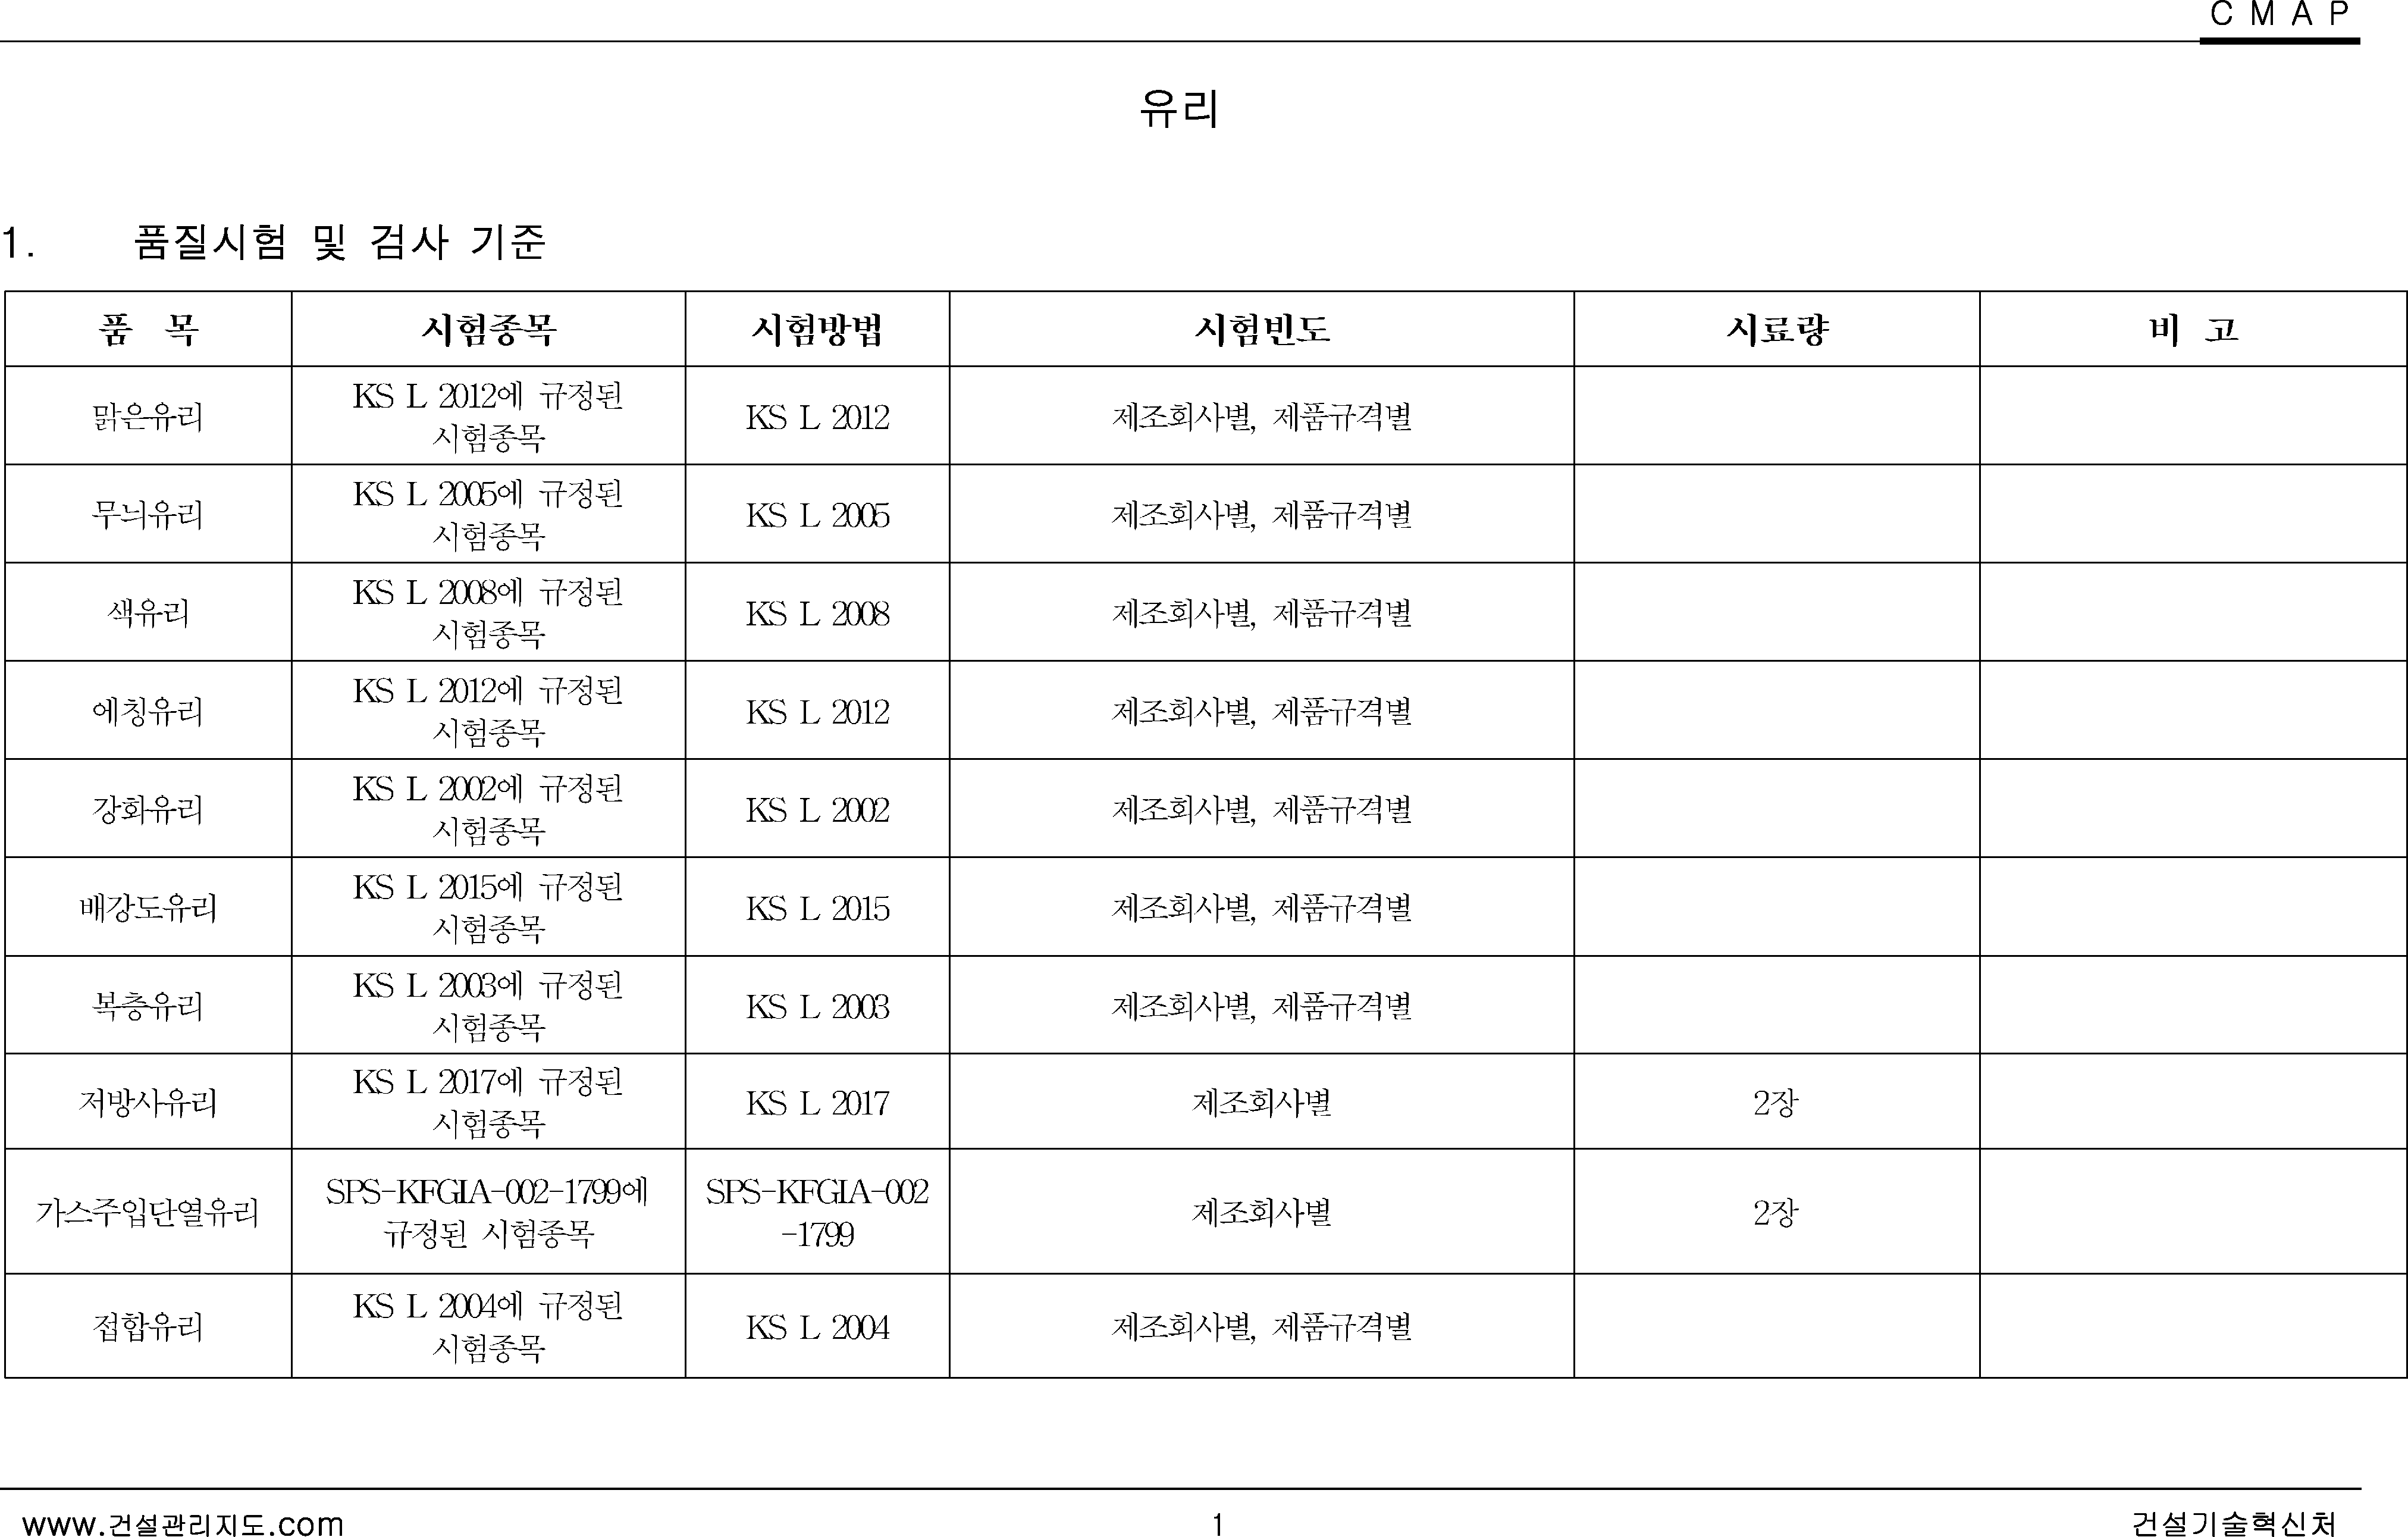 C M A P
유리
1. 품질시험 및 검사 기준
품 목 시험종목 시험방법 시험빈도 시료량 비 고
맑은유리 KS L 2012에 규정된 시험종목 KS L 2012 제조회사별, 제품규격별
무늬유리 KS L 2005에 규정된 시험종목 KS L 2005 제조회사별, 제품규격별
색유리 KS L 2008에 규정된 시험종목 KS L 2008 제조회사별, 제품규격별
에칭유리 KS L 2012에 규정된 시험종목 KS L 2012 제조회사별, 제품규격별
강화유리 KS L 2002에 규정된 시험종목 KS L 2002 제조회사별, 제품규격별
배강도유리 KS L 2015에 규정된 시험종목 KS L 2015 제조회사별, 제품규격별
복층유리 KS L 2003에 규정된 시험종목 KS L 2003 제조회사별, 제품규격별
저방사유리 KS L 2017에 규정된 시험종목 KS L 2017 제조회사별 2장
가스주입단열유리 SPS-KFGIA-002-1799에 규정된 시험종목 SPS-KFGIA-002-1799 제조회사별 2장
접합유리 KS L 2004에 규정된 시험종목 KS L 2004 제조회사별, 제품규격별
www.건설관리지도.com 1 건설기술혁신처